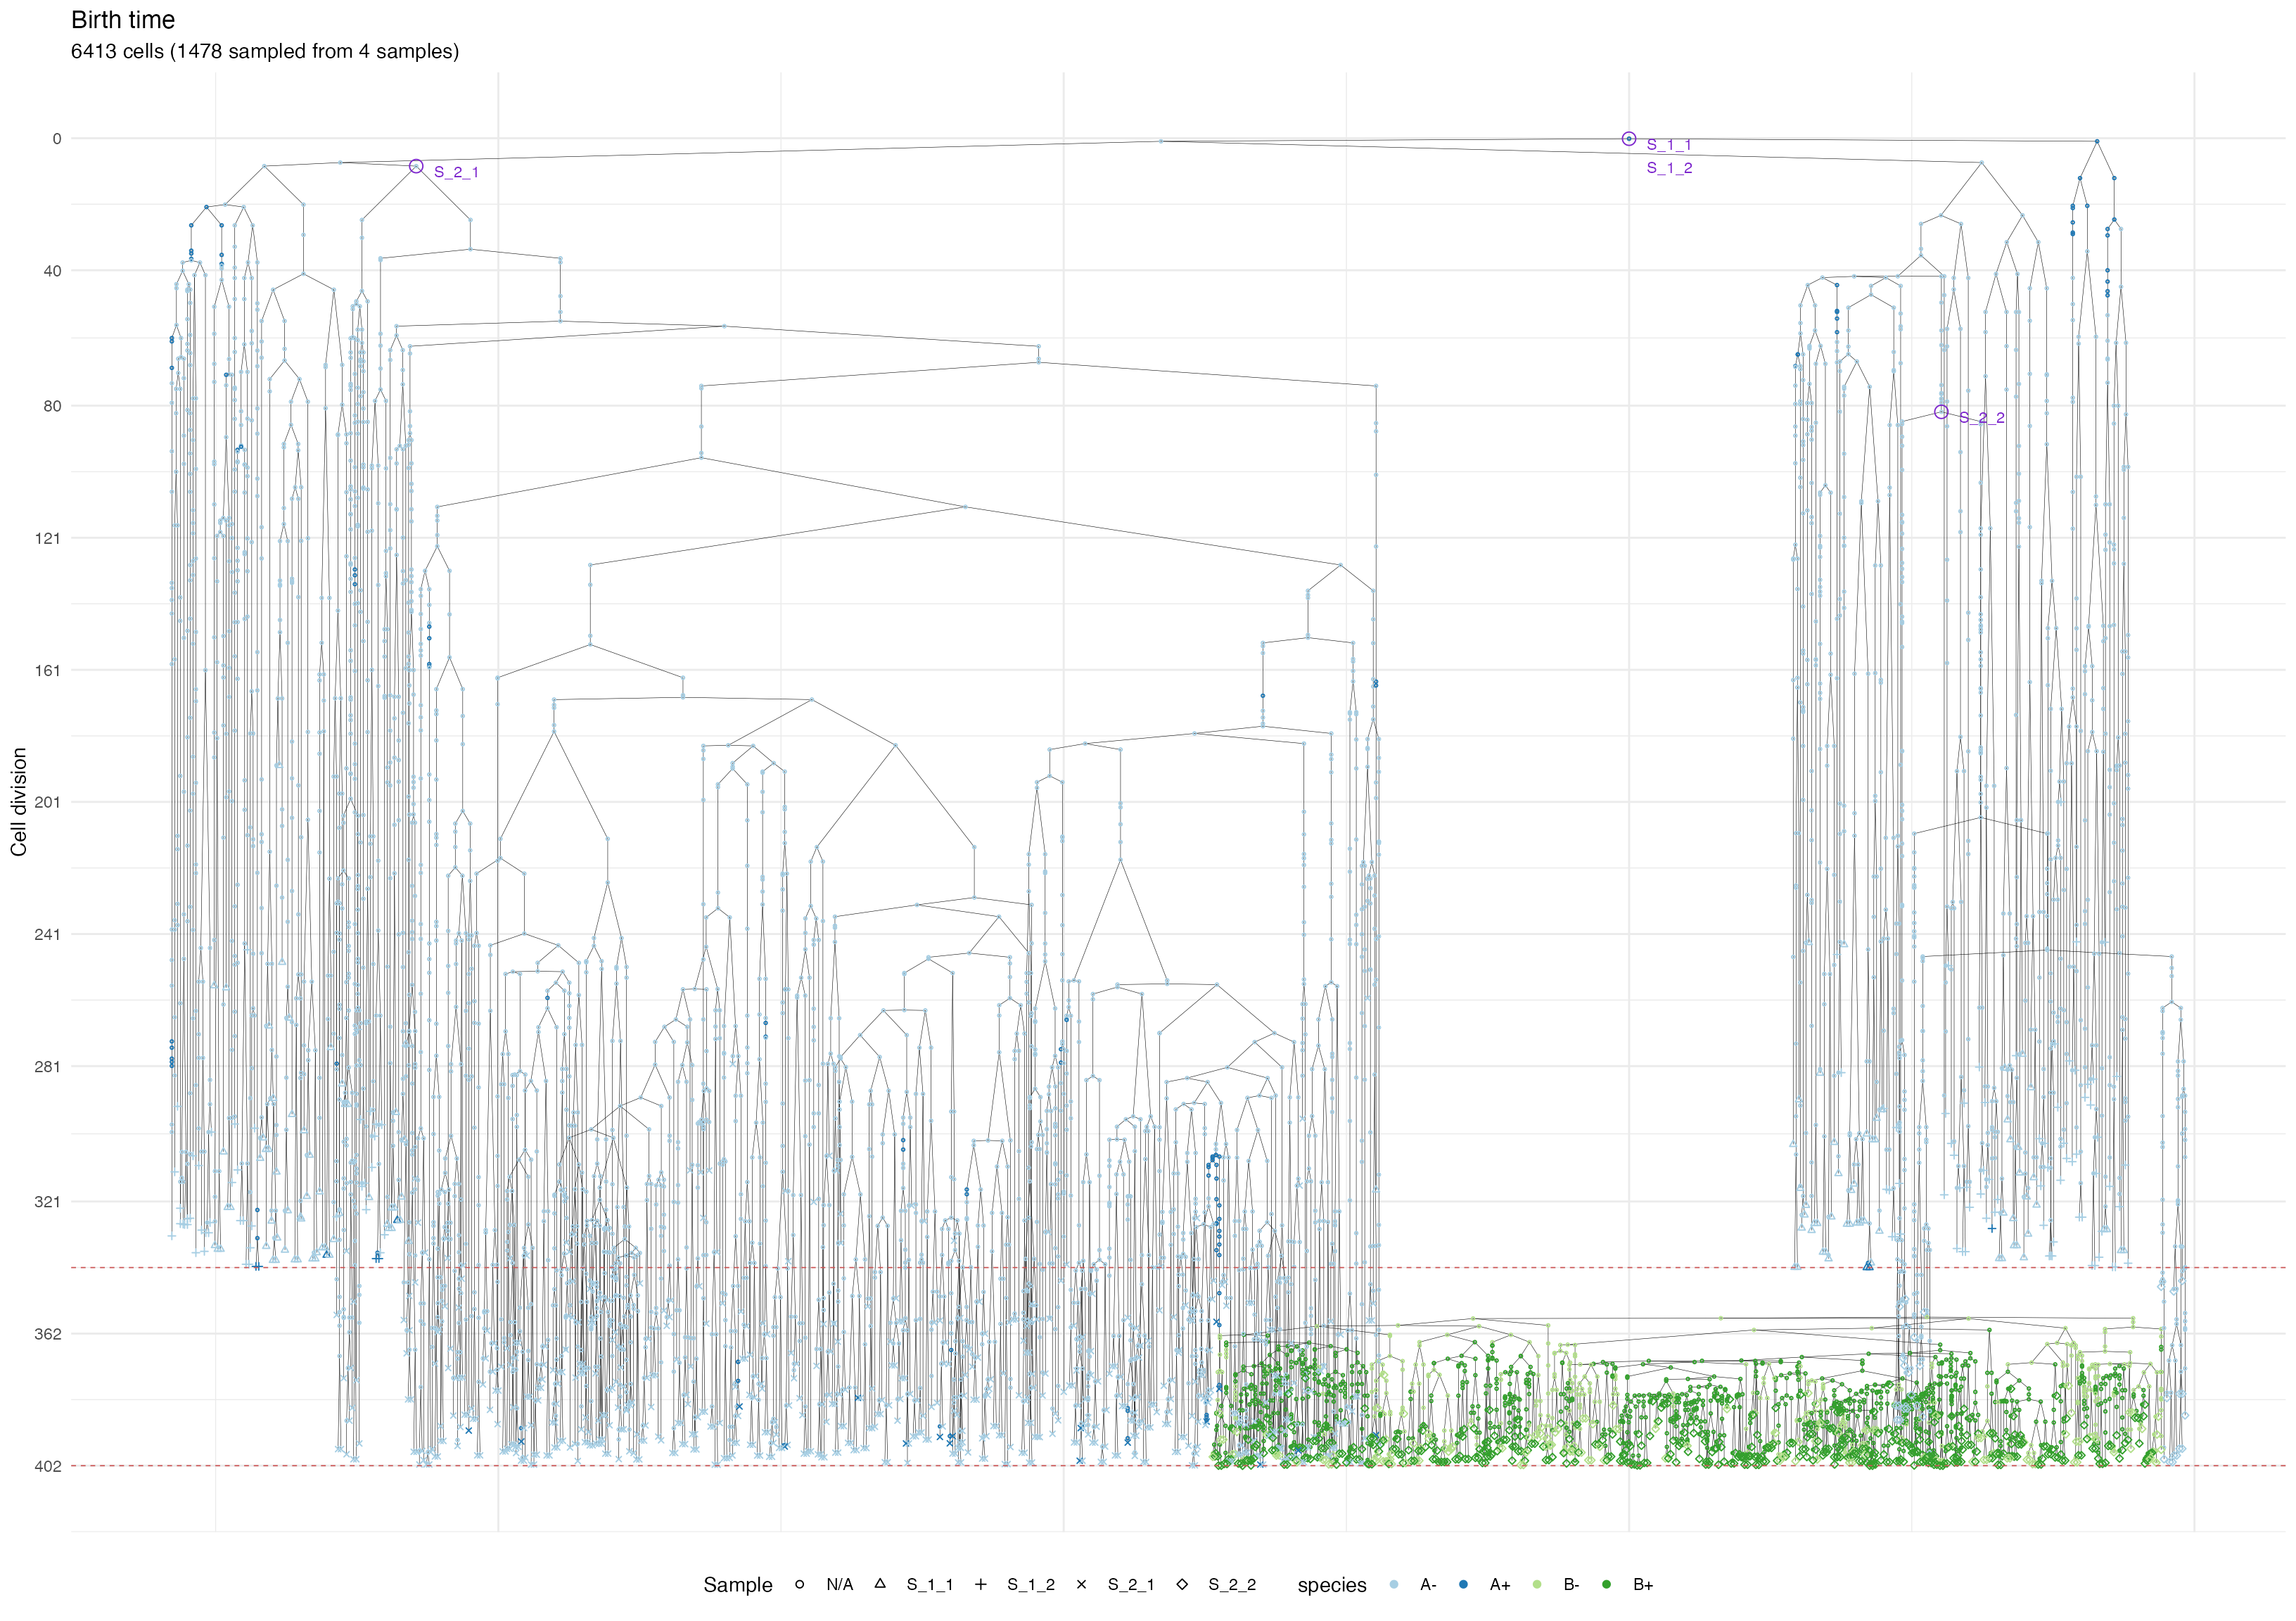 Birth time
6413 cells (1478 sampled from 4 samples)
Cell division
0
40
80
121
161
201
241
281
321
362
402
S_1_1
S_1_2
S_2_1
S_2_2
Sample N/A S_1_1 S_1_2 S_2_1 S_2_2 species A- A+ B- B+